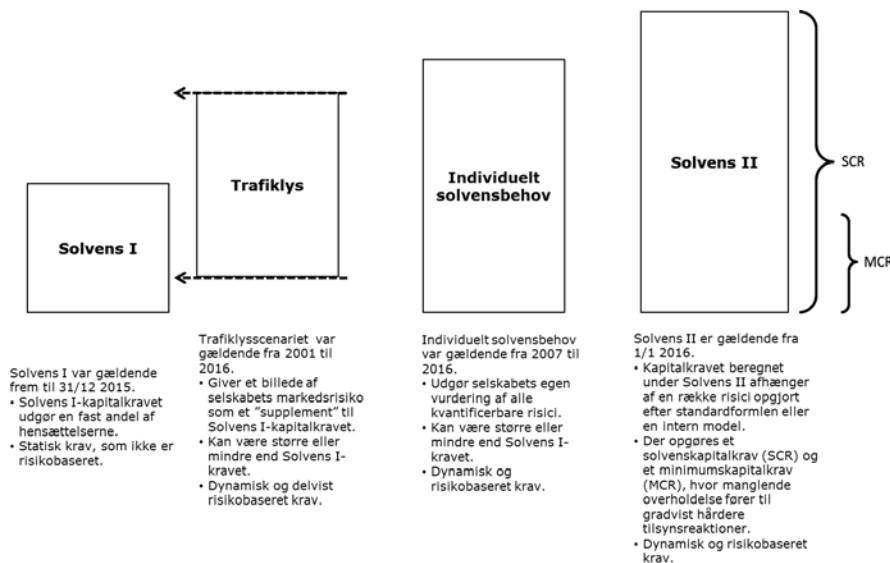 Solvens I
Trafiklys
Individuelt
solvensbehov
Solvens II
SCR
MCR
Solvens I var gældende
frem til 31/12 2015.
• Solvens I-kapitalkravet
udgør en fast andel af
hensættelserne.
• Statisk krav, som ikke er
risikobaseret.
Trafiklysscenariet var
gældende fra 2001 til
2016.
• Giver et billede af
selskabets markedsrisiko
som et ”supplement” til
Solvens I-kapitalkravet.
• Kan være større eller
mindre end Solvens I-
kravet.
• Dynamisk og delvist
risikobaseret krav.
Individuelt solvensbehov
var gældende fra 2007 til
2016.
• Udgør selskabets egen
vurdering af alle
kvantificerbare risici.
• Kan være større eller
mindre end Solvens I-
kravet.
• Dynamisk og
risikobaseret krav.
Solvens II er gældende fra
1/1 2016.
• Kapitalkravet beregnet
under Solvens II afhænger
af en række risici opgjort
efter standardformlen eller
en intern model.
• Der opgøres et
solvenskapitalkrav (SCR) og
et minimumskapitalkrav
(MCR), hvor manglende
overholdelse fører til
gradvist hårdere
tilsynsreaktioner.
• Dynamisk og risikobaseret
krav.